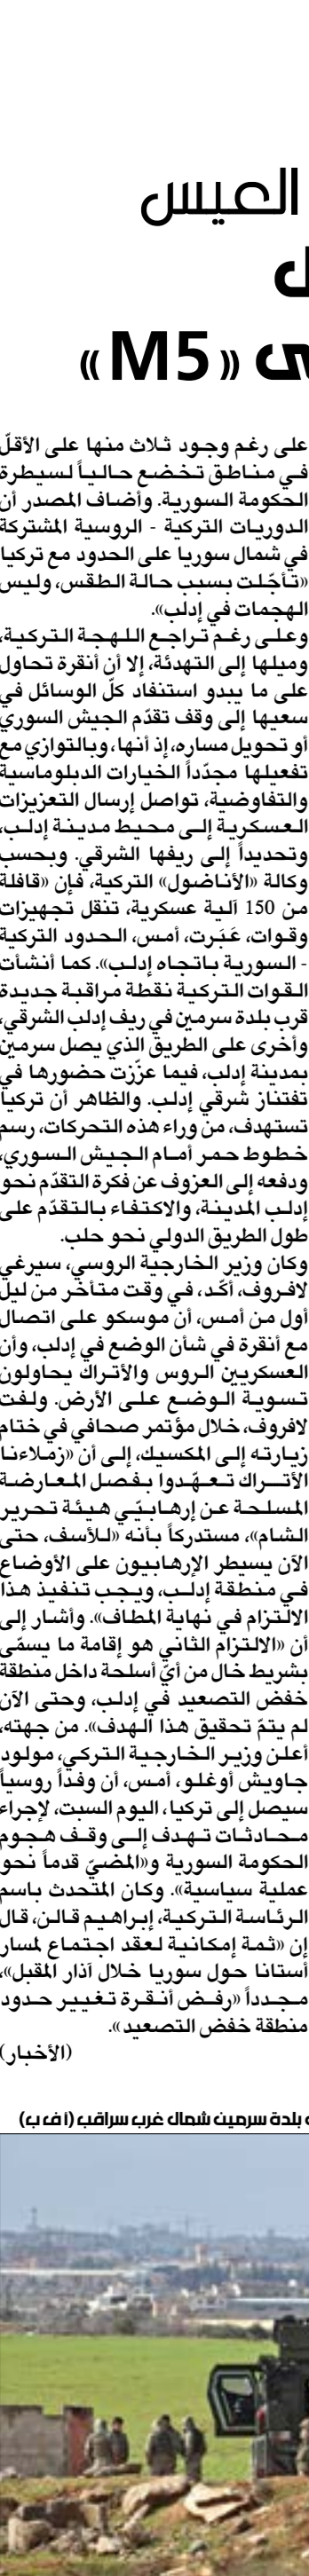 العيس
ل
ى «M5»
على رغم وجود ثلاث منها على الأقلّ
في مناطق تخضع حالياً لسيطرة
الحكومة السورية. وأضاف المصدر أن
الدوريات التركية - الروسية المشتركة
في شمال سوريا على الحدود مع تركيا
«تأجّلت بسبب حالة الطقس، وليس
الهجمات في إدلب».
وعلى رغم تراجع اللهجة التركية،
وميلها إلى التهدئة، إلا أن أنقرة تحاول
على ما يبدو استنفاد كلّ الوسائل في
سعيها إلى وقف تقدّم الجيش السوري
أو تحويل مساره، إذ أنها، وبالتوازي مع
تفعيلها مجدّداً الخيارات الدبلوماسية
والتفاوضية، تواصل إرسال التعزيزات
العسكرية إلى محيط مدينة إدلب،
وتحديداً إلى ريفها الشرقي. وبحسب
وكالة «الأناضول» التركية، فإن «قافلة
من 150 آلية عسكرية، تنقل تجهيزات
وقوات، عَبَرت، أمس، الحدود التركية
- السورية باتجاه إدلب». كما أنشأت
القوات التركية نقطة مراقبة جديدة
قرب بلدة سرمين في ريف إدلب الشرقي،
وأخرى على الطريق الذي يصل سرمين
بمدينة إدلب، فيما عزّزت حضورها في
تفتناز شرقي إدلب. والظاهر أن تركيا
تستهدف، من وراء هذه التحركات، رسم
خطوط حمر أمام الجيش السوري،
ودفعه إلى العزوف عن فكرة التقدّم نحو
إدلب المدينة، والاكتفاء بالتقدّم على
طول الطريق الدولي نحو حلب.
وكان وزير الخارجية الروسي، سيرغي
لافروف، أكّد، في وقت متأخر من ليل
أول من أمس، أن موسكو على اتصال
مع أنقرة في شأن الوضع في إدلب، وأن
العسكريين الروس والأتراك يحاولون
تسوية الوضع على الأرض. ولفت
لافروف، خلال مؤتمر صحافي في ختام
زيارته إلى المكسيك، إلى أن «زملاءنا
الأتراك تعهّدوا بفصل المعارضة
المسلحة عن إرهابيّي هيئة تحرير
الشام»، مستدركاً بأنه «للأسف، حتى
الآن يسيطر الإرهابيون على الأوضاع
في منطقة إدلب، ويجب تنفيذ هذا
الالتزام في نهاية المطاف». وأشار إلى
أن «الالتزام الثاني هو إقامة ما يسمّى
بشريط خال من أيّ أسلحة داخل منطقة
خفض التصعيد في إدلب، وحتى الآن
لم يتمّ تحقيق هذا الهدف». من جهته،
أعلن وزير الخارجية التركي، مولود
جاويش أوغلو، أمس، أن وفداً روسياً
سيصل إلى تركيا، اليوم السبت، لإجراء
محادثات تهدف إلى وقف هجوم
الحكومة السورية و«المضيّ قدماً نحو
عملية سياسية». وكان المتحدث باسم
الرئاسة التركية، إبراهيم قالن، قال
إن «ثمة إمكانية لعقد اجتماع لمسار
أستانا حول سوريا خلال آذار المقبل»،
مجدداً «رفض أنقرة تغيير حدود
منطقة خفض التصعيد».
(الأخبار)
بلدة سرمين شمال غرب سراقب (أ ف ب)